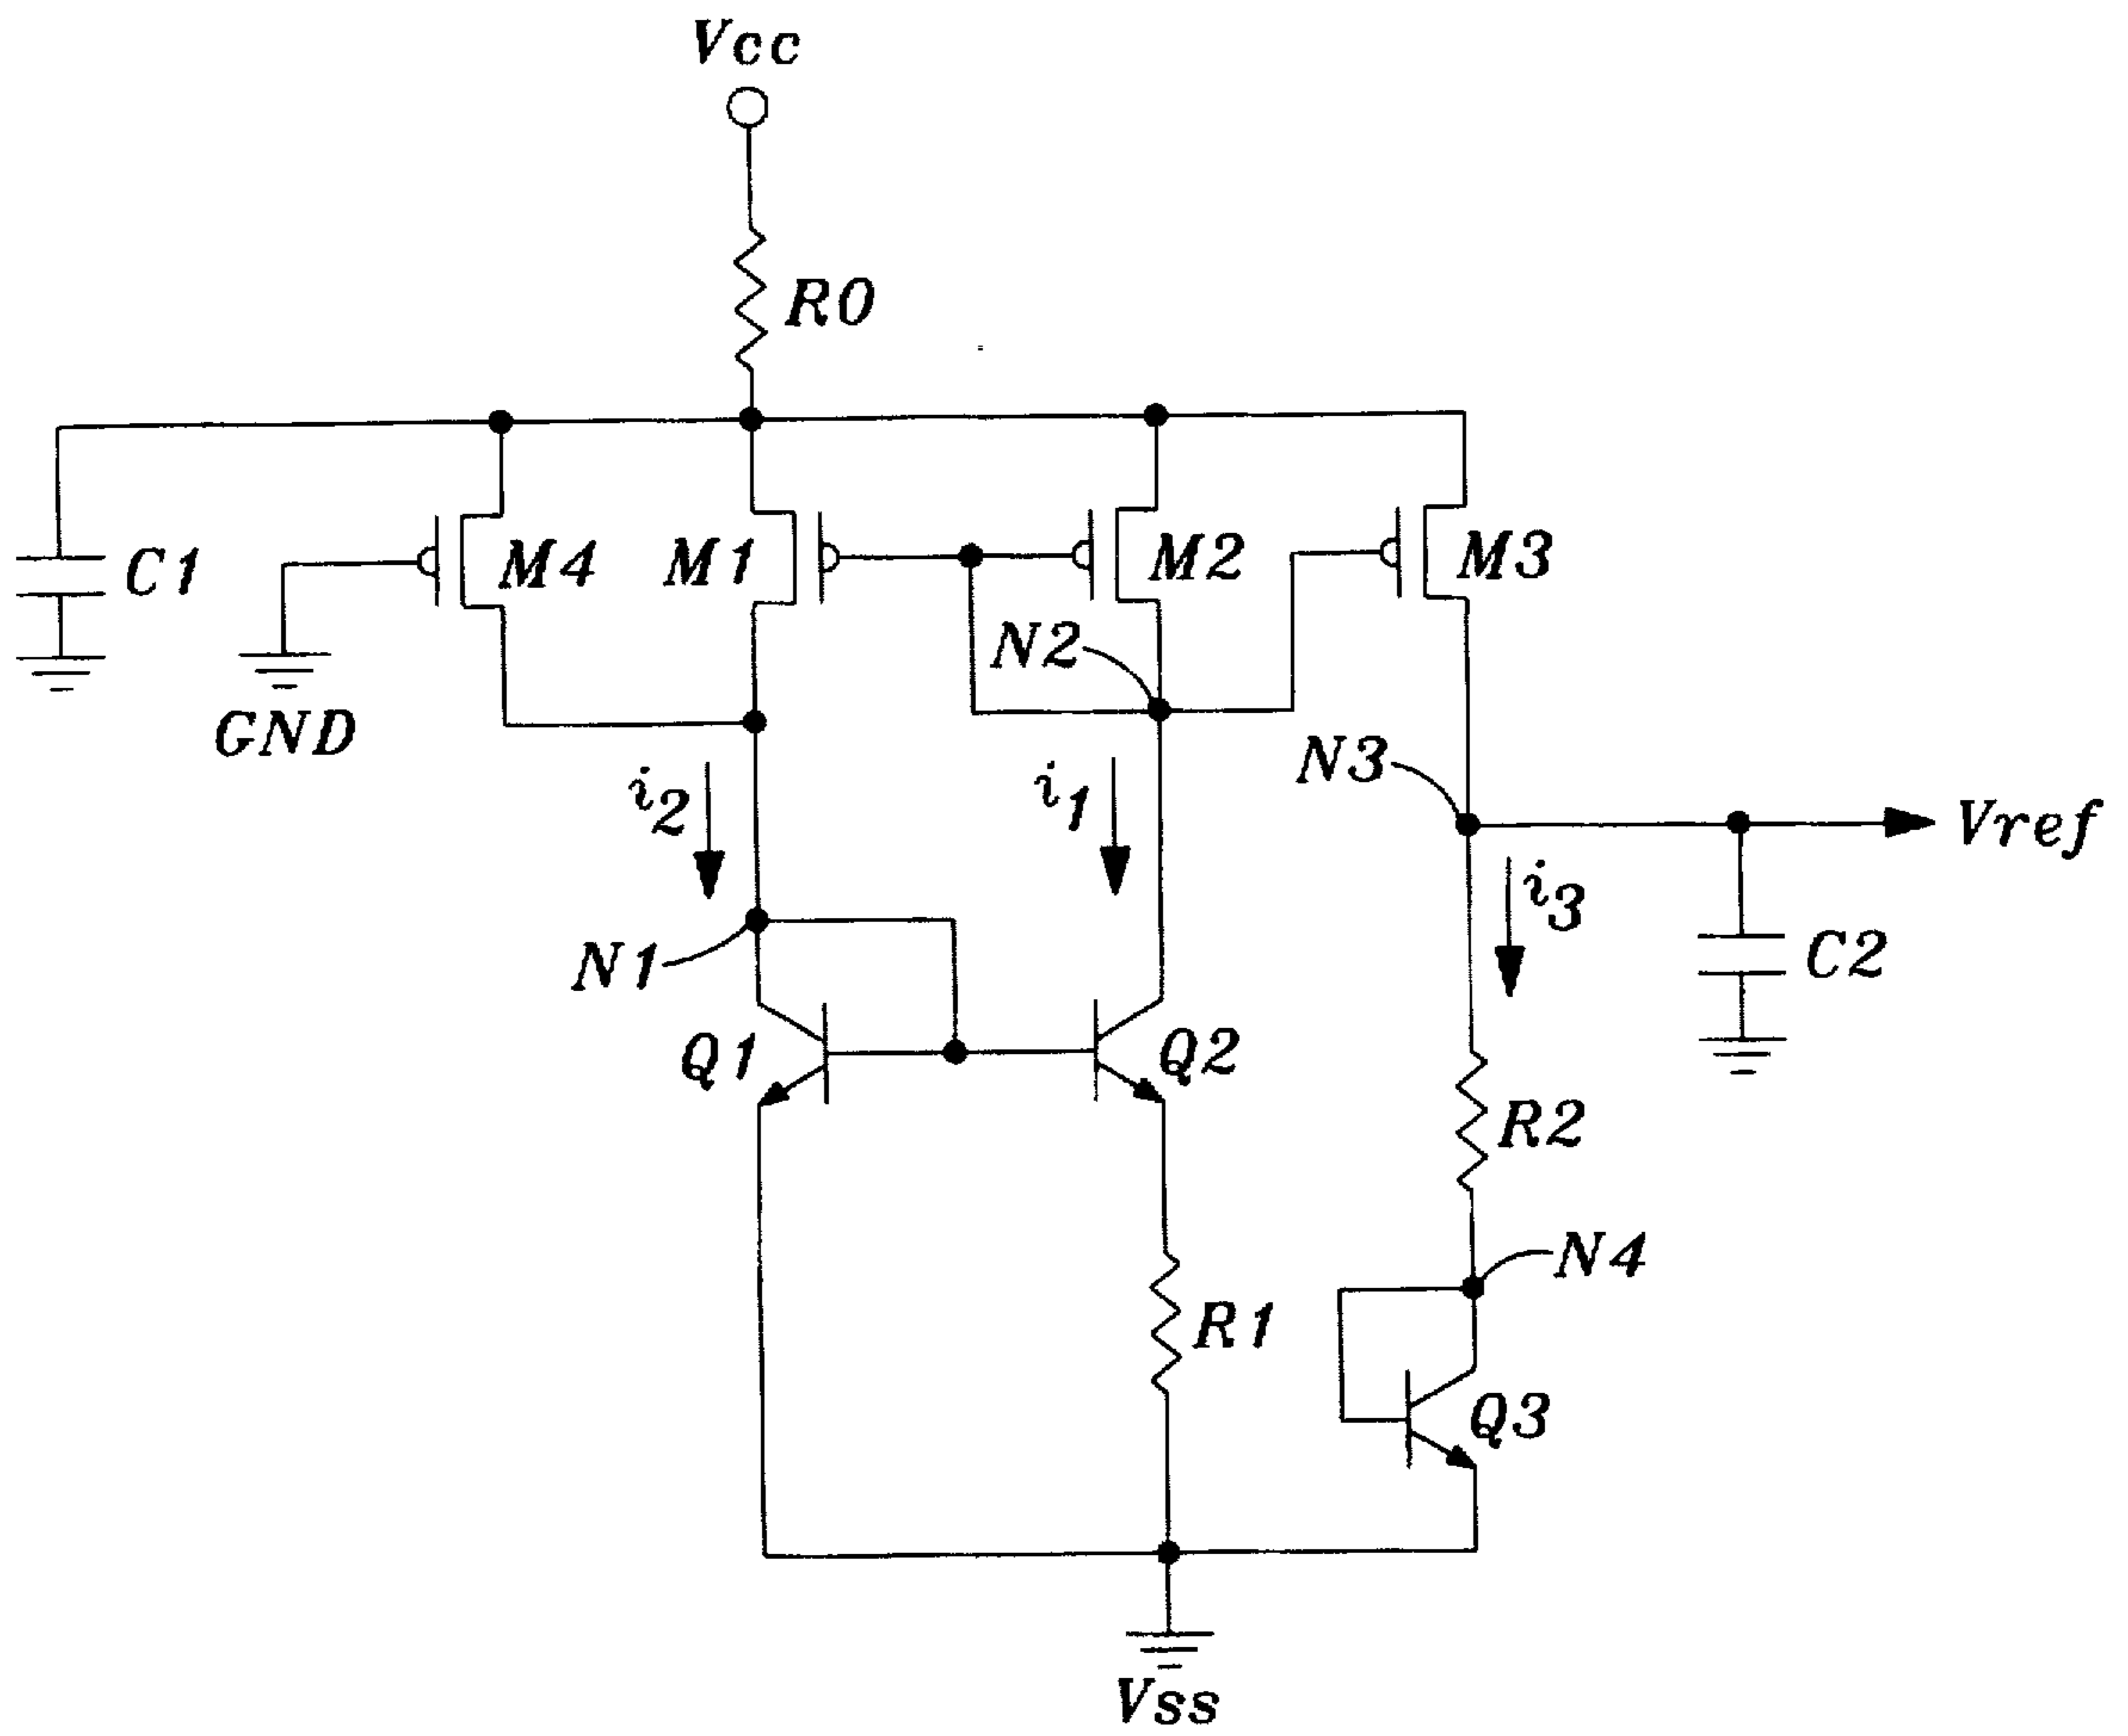 Vcc
R0
C1
M4
M1
M2
M3
N2
GND
N3
i2
i1
Vref
i3
N1
C2
Q1
Q2
R2
N4
R1
Q3
Vss